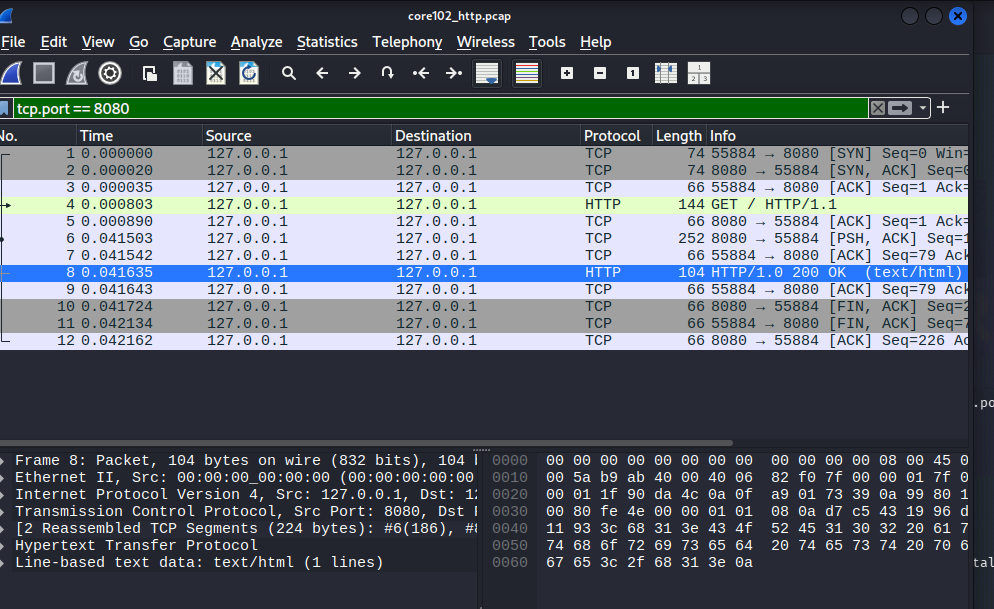 core102_http.pcap
File Edit View Go Capture Analyze Statistics Telephony Wireless Tools Help
tcp.port == 8080
No. Time Source Destination Protocol Length Info
1 0.000000 127.0.0.1 127.0.0.1 TCP 74 55884 → 8080 [SYN] Seq=0 Win=
2 0.000020 127.0.0.1 127.0.0.1 TCP 74 8080 → 55884 [SYN, ACK] Seq=0
3 0.000035 127.0.0.1 127.0.0.1 TCP 66 55884 → 8080 [ACK] Seq=1 Ack=
4 0.000803 127.0.0.1 127.0.0.1 HTTP 144 GET / HTTP/1.1
5 0.000890 127.0.0.1 127.0.0.1 TCP 66 8080 → 55884 [ACK] Seq=1 Ack=
6 0.041503 127.0.0.1 127.0.0.1 TCP 252 8080 → 55884 [PSH, ACK] Seq=1
7 0.041542 127.0.0.1 127.0.0.1 TCP 66 55884 → 8080 [ACK] Seq=79 Ack
8 0.041635 127.0.0.1 127.0.0.1 HTTP 104 HTTP/1.0 200 OK (text/html)
9 0.041643 127.0.0.1 127.0.0.1 TCP 66 55884 → 8080 [ACK] Seq=79 Ack
10 0.041724 127.0.0.1 127.0.0.1 TCP 66 8080 → 55884 [FIN, ACK] Seq=2
11 0.042134 127.0.0.1 127.0.0.1 TCP 66 55884 → 8080 [FIN, ACK] Seq=7
12 0.042162 127.0.0.1 127.0.0.1 TCP 66 8080 → 55884 [ACK] Seq=226 Ac
Frame 8: Packet, 104 bytes on wire (832 bits), 104
Ethernet II, Src: 00:00:00_00:00:00 (00:00:00:00:00
Internet Protocol Version 4, Src: 127.0.0.1, Dst: 12
Transmission Control Protocol, Src Port: 8080, Dst
[2 Reassembled TCP Segments (224 bytes): #6(186), #8
Hypertext Transfer Protocol
Line-based text data: text/html (1 lines)
0000 00 00 00 00 00 00 00 00 00 00 00 00 08 00 45 0
0010 00 5a b9 ab 40 00 40 06 82 f0 7f 00 00 01 7f 0
0020 00 01 1f 90 da 4c 0a 0f a9 01 73 39 0a 99 80 1
0030 00 80 fe 4e 00 00 01 01 08 0a d7 c5 43 19 96 d
0040 11 93 3c 68 31 3e 43 4f 52 45 31 30 32 20 61 7
0050 74 68 6f 72 69 73 65 64 20 74 65 73 74 20 70 6
0060 67 65 3c 2f 68 31 3e 0a
.po
tal